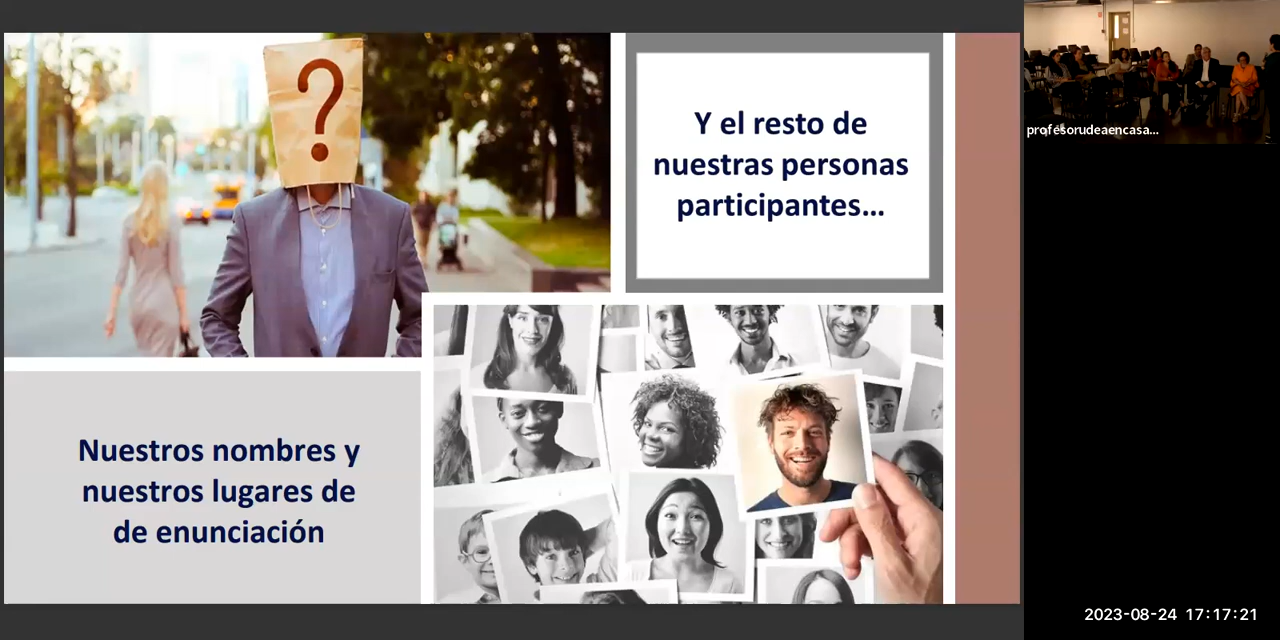 ?
Y el resto de
nuestras personas
participantes...
Nuestros nombres y
nuestros lugares de
de enunciación
profesorudeaencasa...
2023-08-24 17:17:21